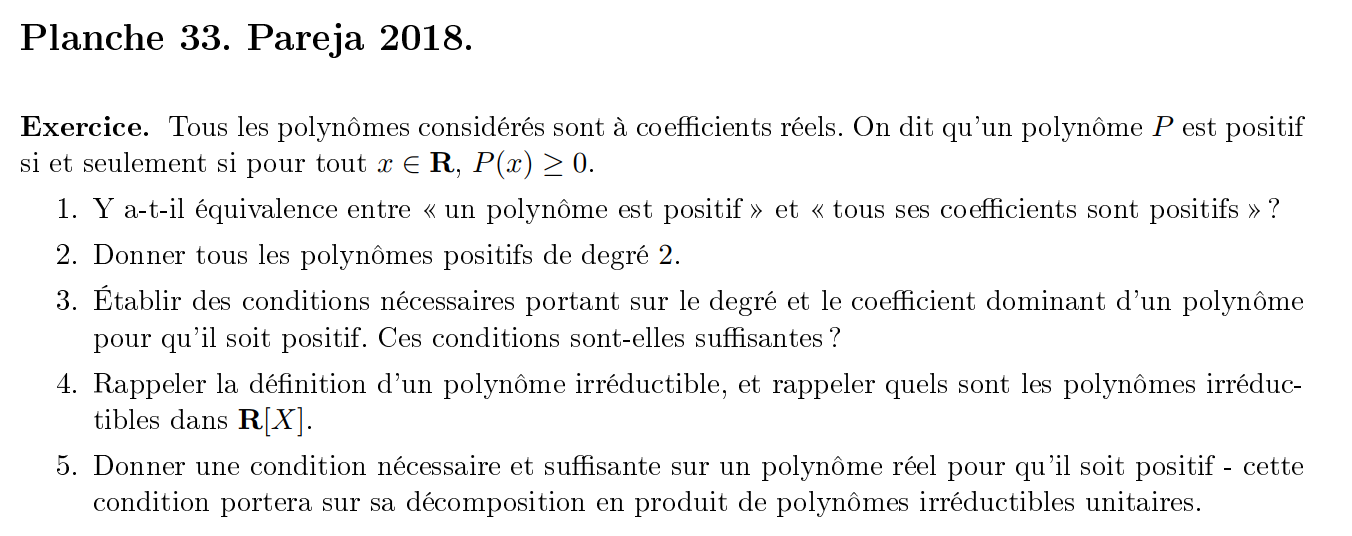 Planche 33. Pareja 2018.
Exercice. Tous les polynômes considérés sont à coefficients réels. On dit qu'un polynôme P est positif
si et seulement si pour tout x ∈ R, P(x) ≥ 0.
1. Y a-t-il équivalence entre « un polynôme est positif » et « tous ses coefficients sont positifs » ?
2. Donner tous les polynômes positifs de degré 2.
3. Établir des conditions nécessaires portant sur le degré et le coefficient dominant d'un polynôme
pour qu'il soit positif. Ces conditions sont-elles suffisantes ?
4. Rappeler la définition d'un polynôme irréductible, et rappeler quels sont les polynômes irréduc-
tibles dans R[X].
5. Donner une condition nécessaire et suffisante sur un polynôme réel pour qu'il soit positif - cette
condition portera sur sa décomposition en produit de polynômes irréductibles unitaires.